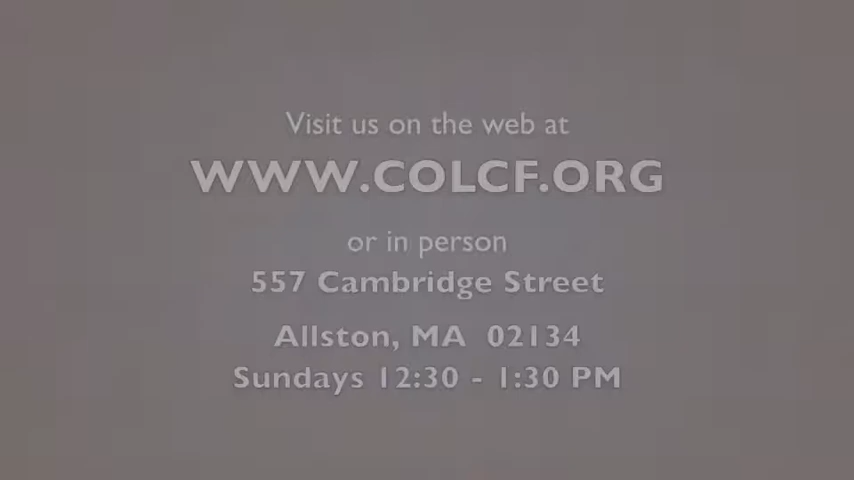 Visit us on the web at
WWW.COLCF.ORG
or in person
557 Cambridge Street
Allston, MA 02134
Sundays 12:30 - 1:30 PM